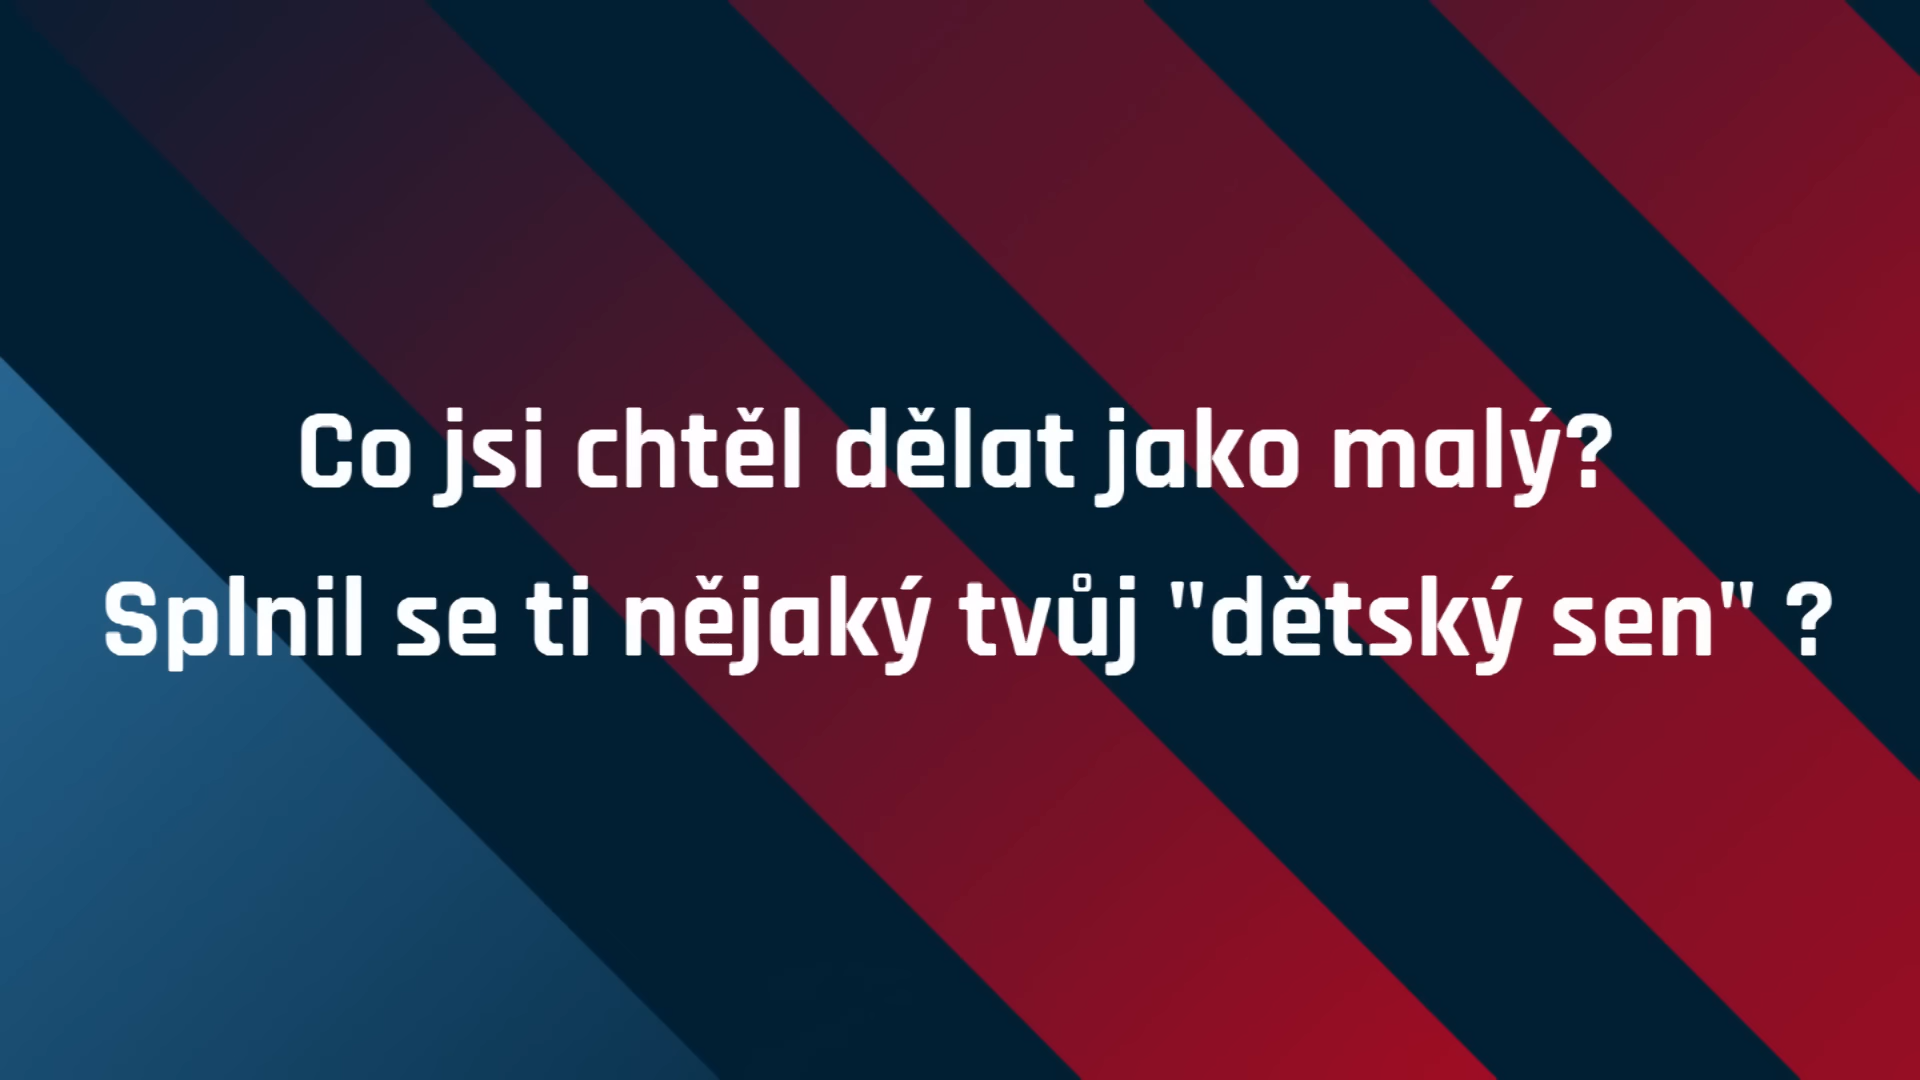 Co jsi chtěl dělat jako malý?
Splnil se ti nějaký tvůj "dětský sen" ?